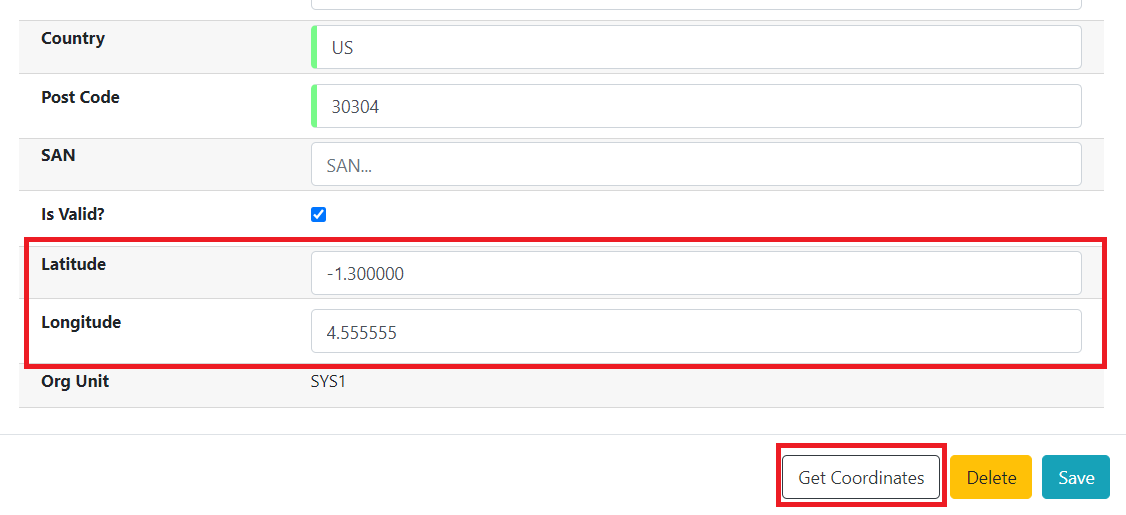 Country
US
Post Code
30304
SAN
SAN...
Is Valid?
Latitude
-1.300000
Longitude
4.555555
Org Unit
SYS1
Get Coordinates
Delete
Save